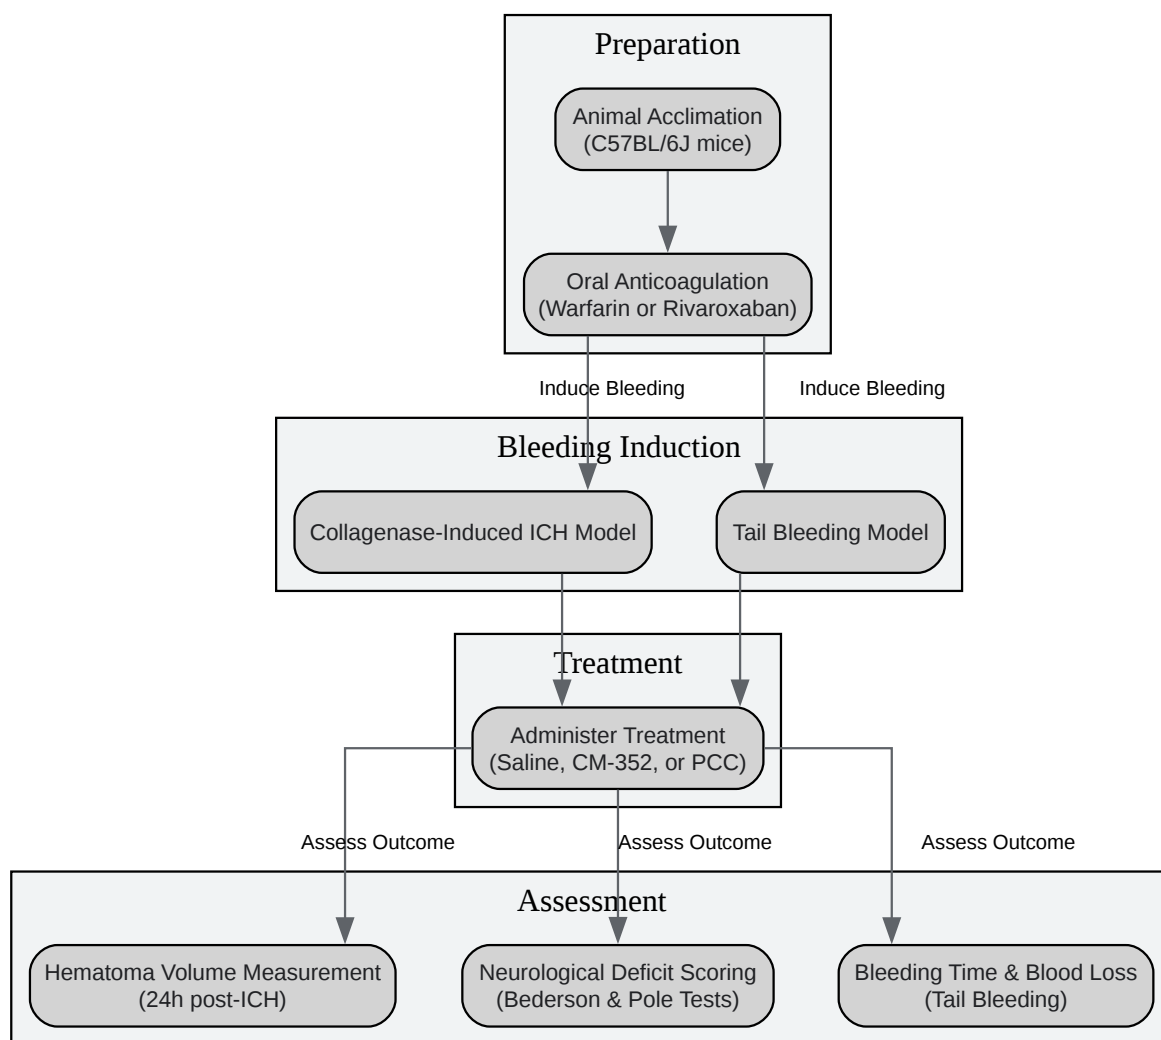 Preparation
Animal Acclimation
(C57BL/6J mice)
Oral Anticoagulation
(Warfarin or Rivaroxaban)
Induce Bleeding
Induce Bleeding
Bleeding Induction
Collagenase-Induced ICH Model
Tail Bleeding Model
Treatment
Administer Treatment
(Saline, CM-352, or PCC)
Assess Outcome
Assess Outcome
Assess Outcome
Assessment
Hematoma Volume Measurement
(24h post-ICH)
Neurological Deficit Scoring
(Bederson & Pole Tests)
Bleeding Time & Blood Loss
(Tail Bleeding)